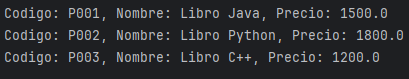 Codigo: P001, Nombre: Libro Java, Precio: 1500.0
Codigo: P002, Nombre: Libro Python, Precio: 1800.0
Codigo: P003, Nombre: Libro C++, Precio: 1200.0